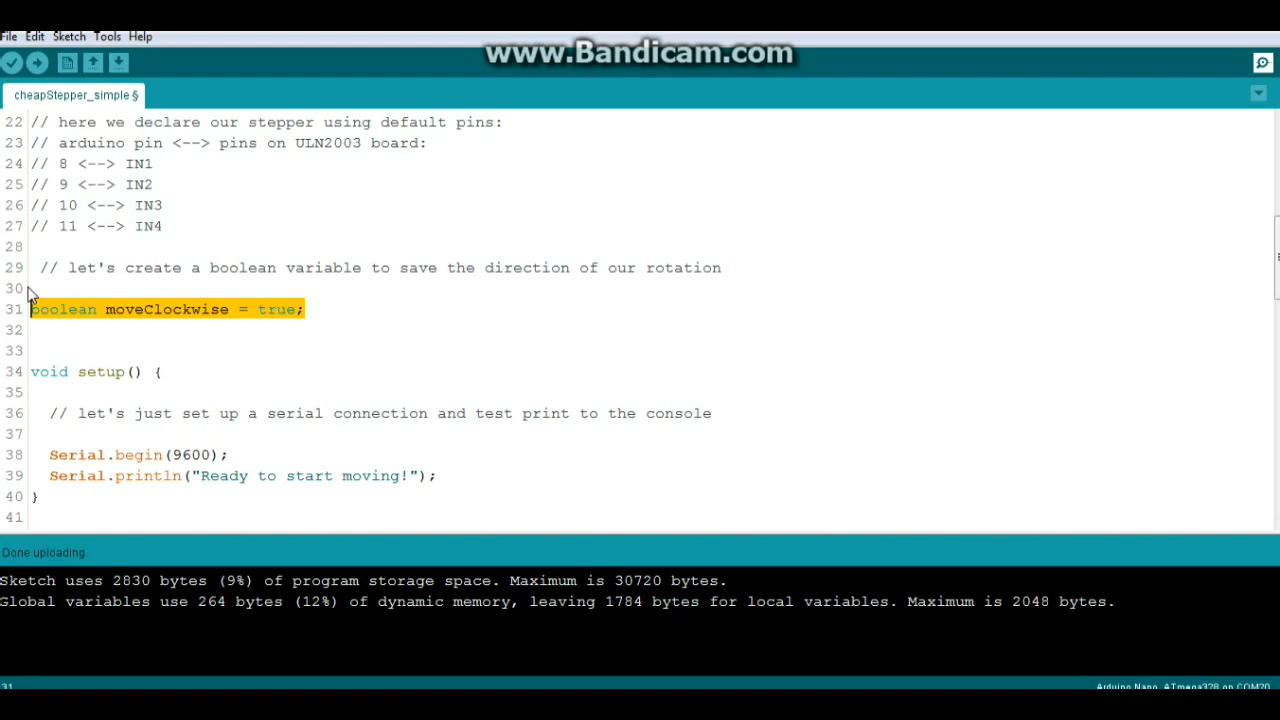 www.Bandicam.com
File Edit Sketch Tools Help
cheapStepper_simple §
22 // here we declare our stepper using default pins:
23 // arduino pin <--> pins on ULN2003 board:
24 // 8 <--> IN1
25 // 9 <--> IN2
26 // 10 <--> IN3
27 // 11 <--> IN4
28
29 // let's create a boolean variable to save the direction of our rotation
30
31 boolean moveClockwise = true;
32
33
34 void setup() {
35
36 // let's just set up a serial connection and test print to the console
37
38 Serial.begin(9600);
39 Serial.println("Ready to start moving!");
40 }
41
Done uploading.
Sketch uses 2830 bytes (9%) of program storage space. Maximum is 30720 bytes.
Global variables use 264 bytes (12%) of dynamic memory, leaving 1784 bytes for local variables. Maximum is 2048 bytes.
31 Arduino Nano, ATmega328 on COM20